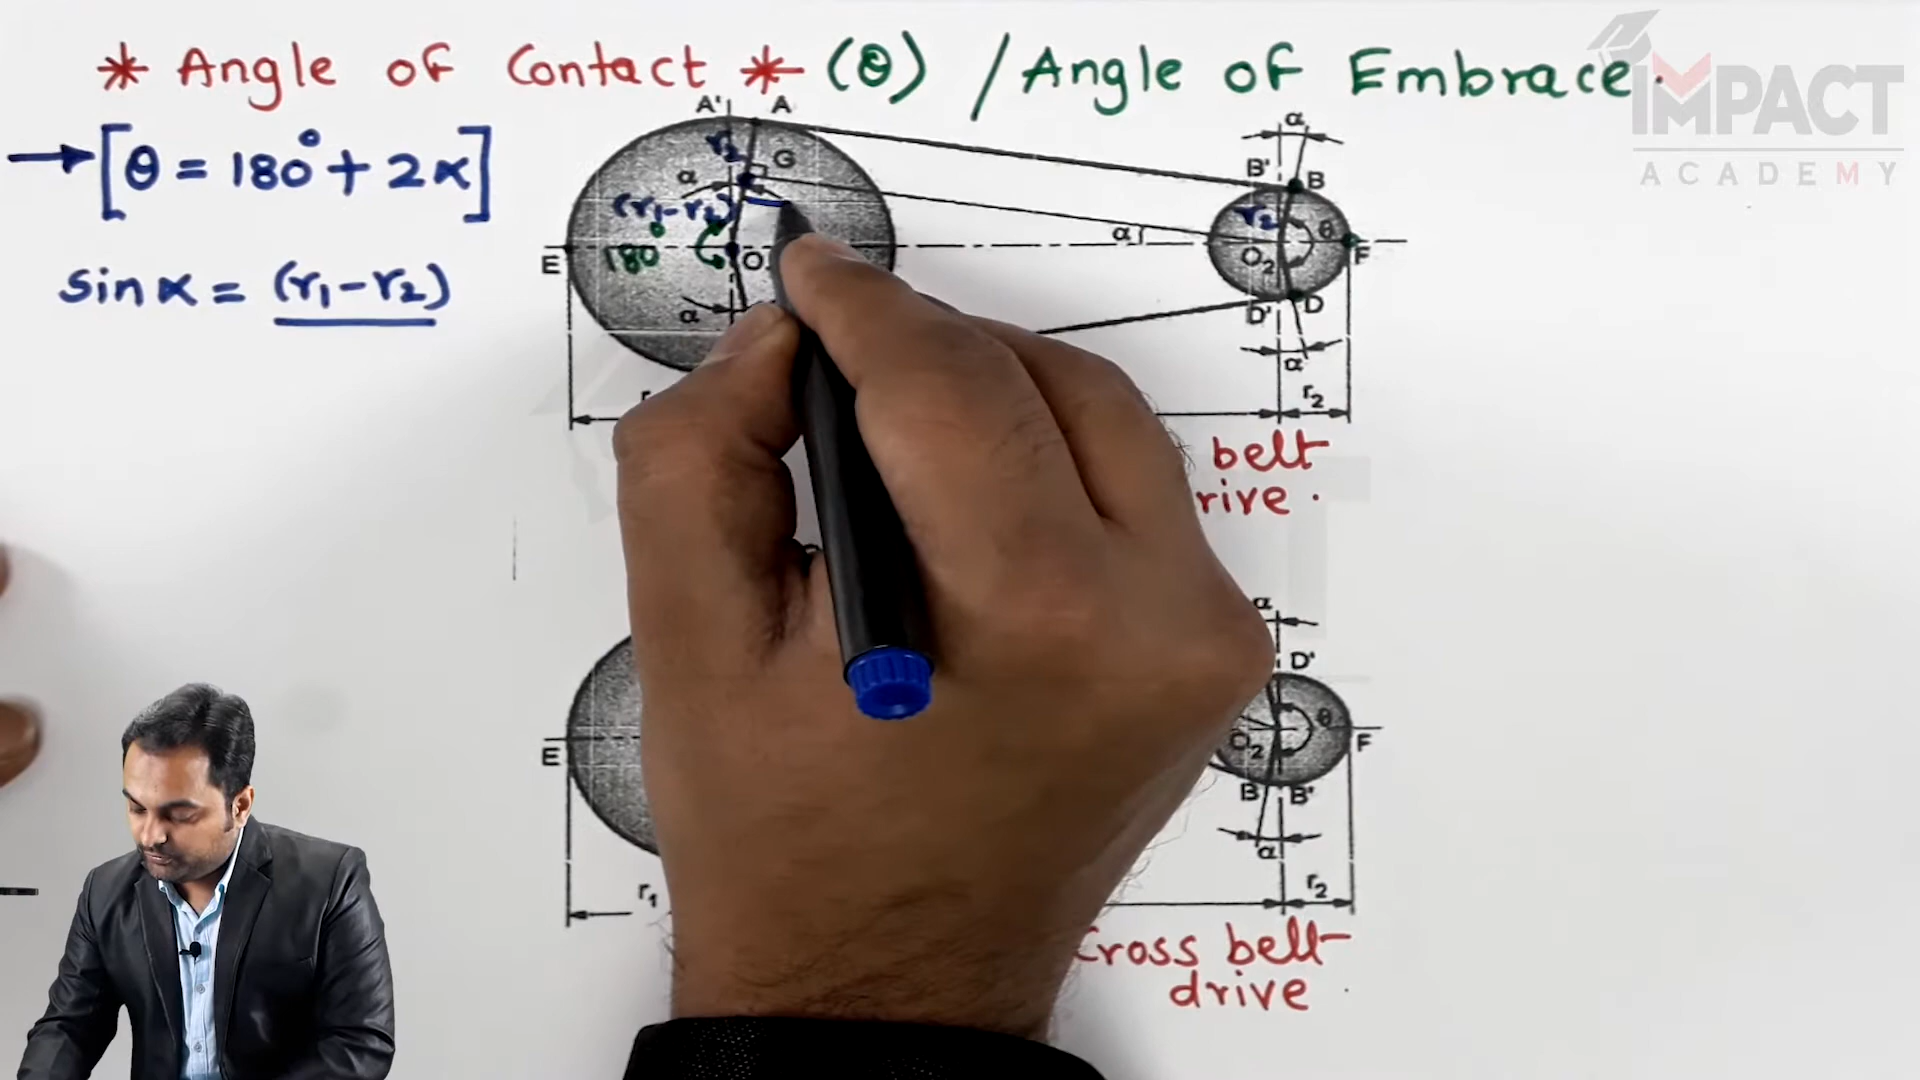 * Angle of Contact * (θ) / Angle of Embrace.
IMPACT
ACADEMY
→ [θ = 180° + 2α]
sin α = (r₁-r₂)
A' A
r₂
G
α
(r₁-r₂)
180°
E
O
α
α
α
B' B
r₂
θ
O₂
F
D' D
α
r₂
belt
rive.
α
D'
θ
E
O₂
F
B B'
α
r₁
r₂
Cross belt
drive.